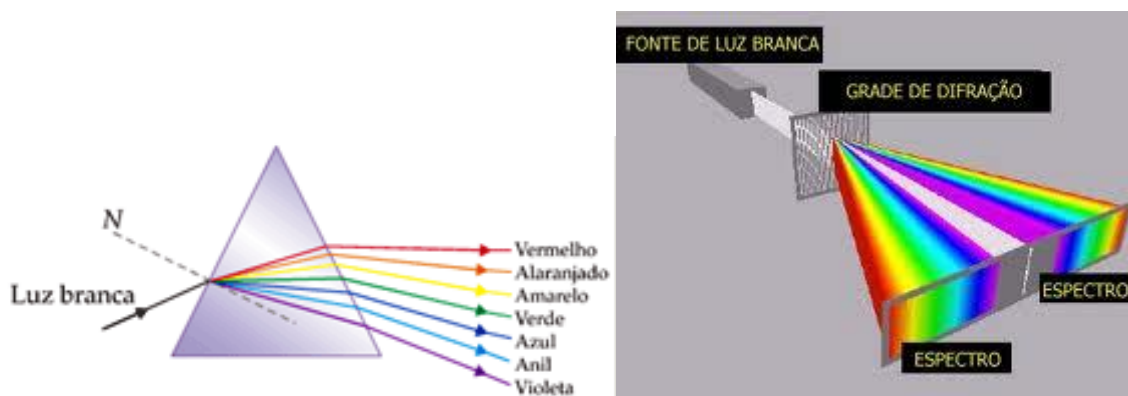 N
Luz branca
Vermelho
Alaranjado
Amarelo
Verde
Azul
Anil
Violeta
FONTE DE LUZ BRANCA
GRADE DE DIFRAÇÃO
ESPECTRO
ESPECTRO